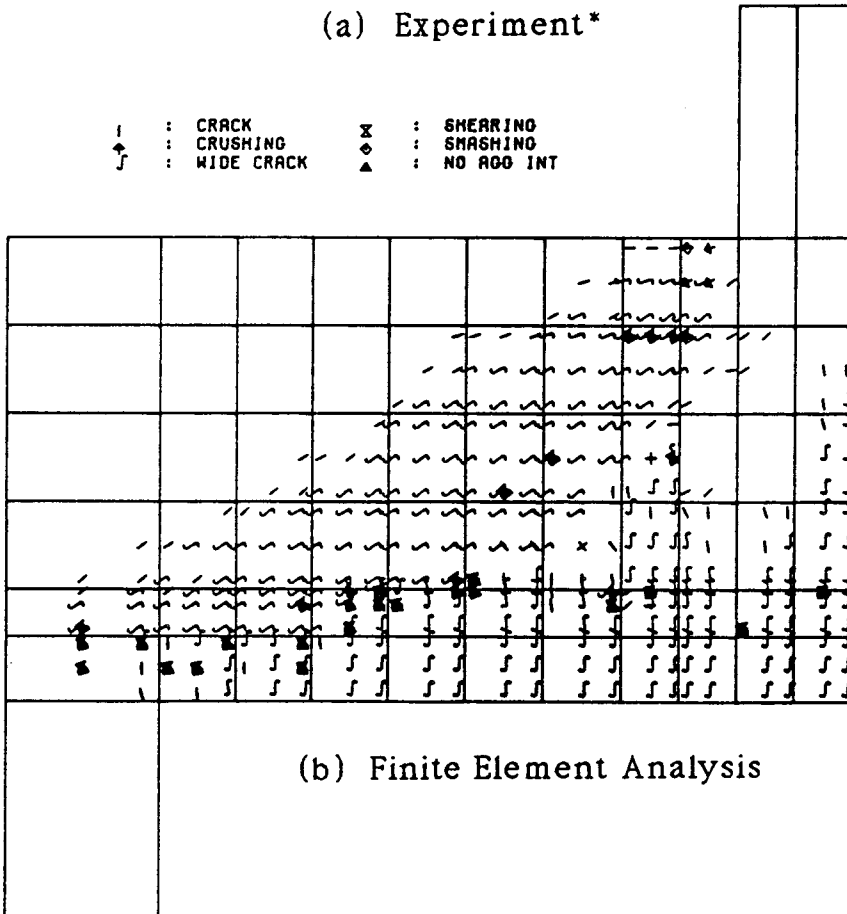 (a) Experiment*
: CRACK
: SHEARING
: CRUSHING
: SMASHING
: WIDE CRACK
: NO AGG INT
(b) Finite Element Analysis